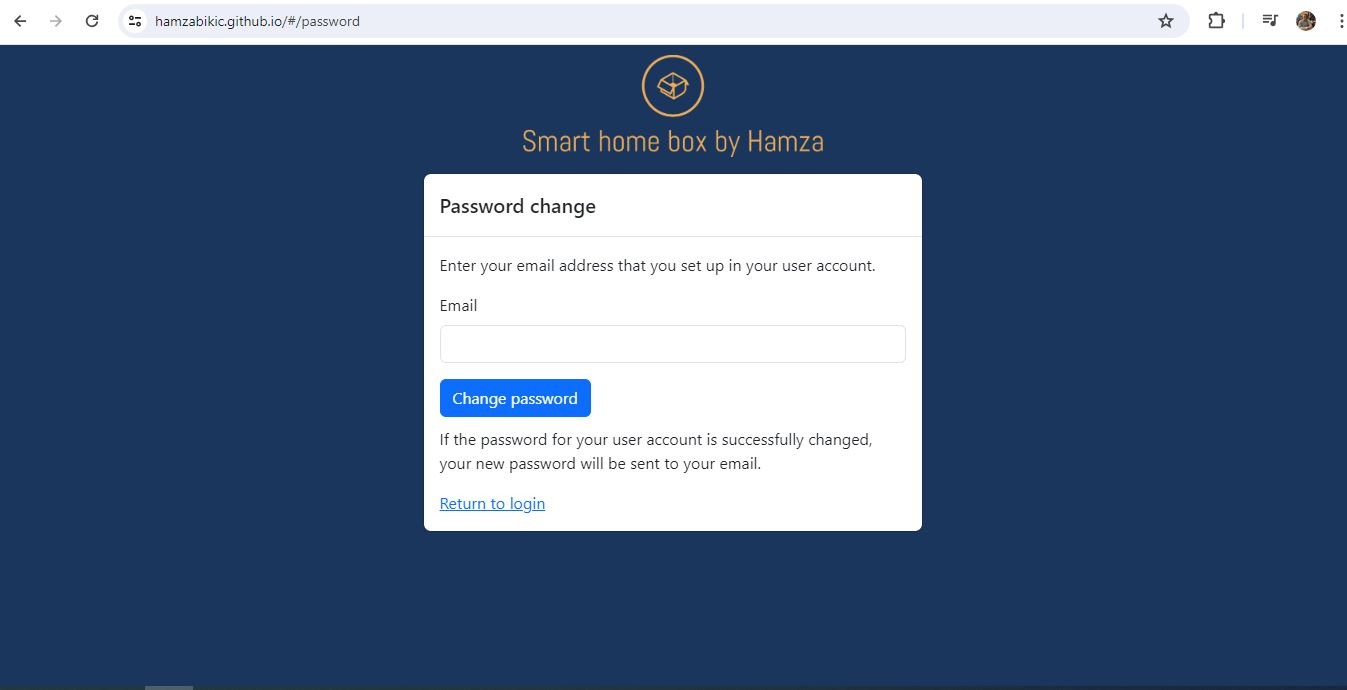 hamzabikic.github.io/#/password
Smart home box by Hamza
Password change
Enter your email address that you set up in your user account.
Email
Change password
If the password for your user account is successfully changed,
your new password will be sent to your email.
Return to login